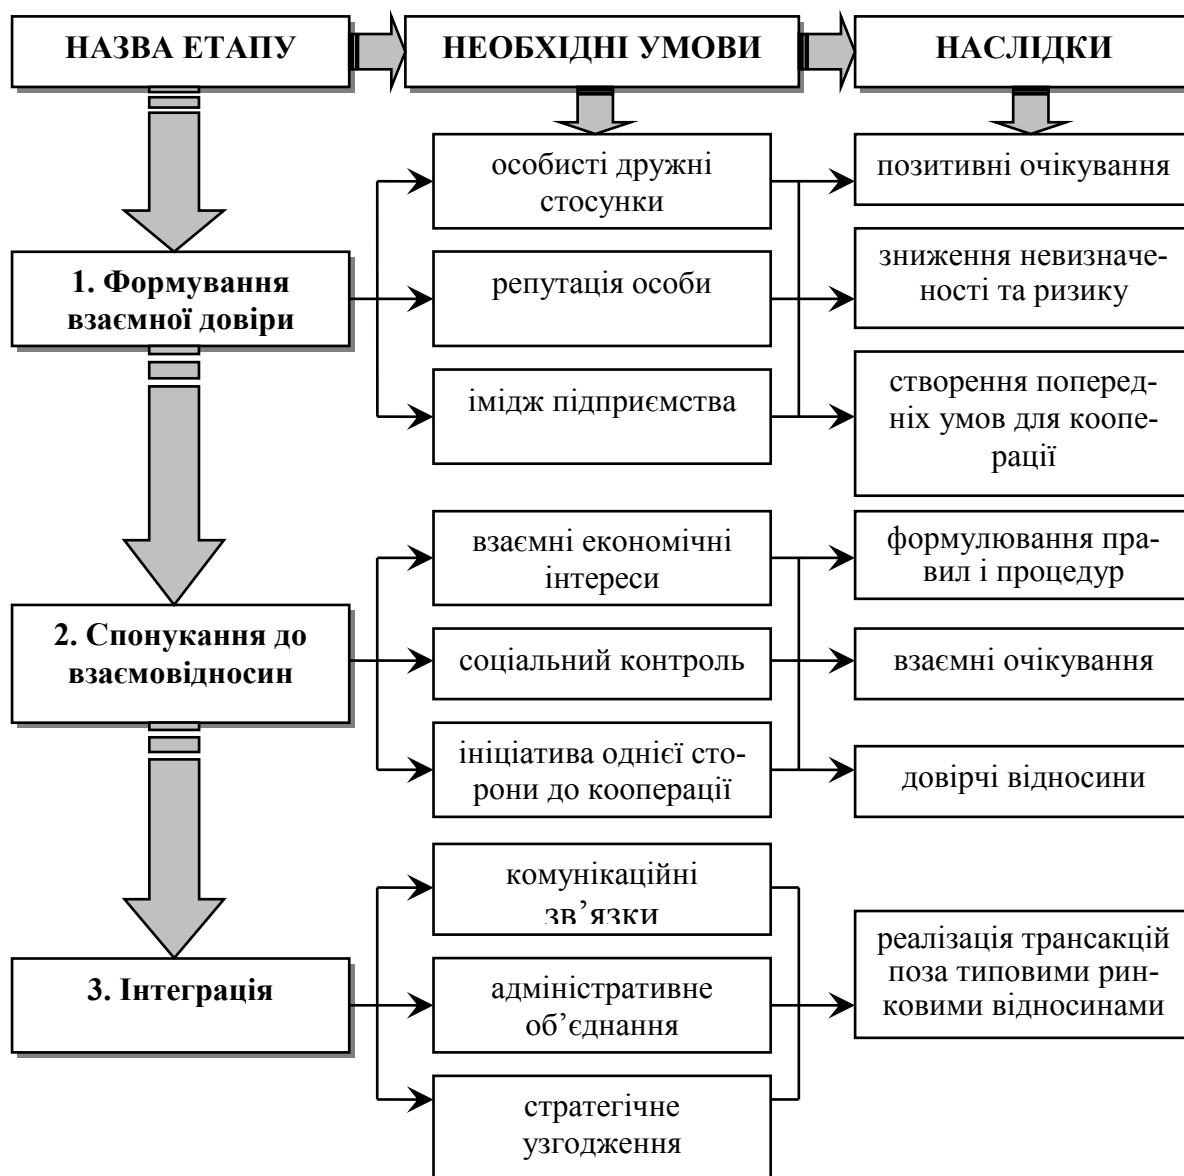 НАЗВА ЕТАПУ
НЕОБХІДНІ УМОВИ
НАСЛІДКИ
1. Формування
взаємної довіри
особисті дружні
стосунки
репутація особи
імідж підприємства
позитивні очікування
зниження невизначе-
ності та ризику
створення поперед-
ніх умов для коопе-
рації
2. Спонукання до
взаємовідносин
взаємні економічні
інтереси
соціальний контроль
ініціатива однієї сто-
рони до кооперації
формулювання пра-
вил і процедур
взаємні очікування
довірчі відносини
3. Інтеграція
комунікаційні
зв’язки
адміністративне
об’єднання
стратегічне
узгодження
реалізація трансакцій
поза типовими рин-
ковими відносинами